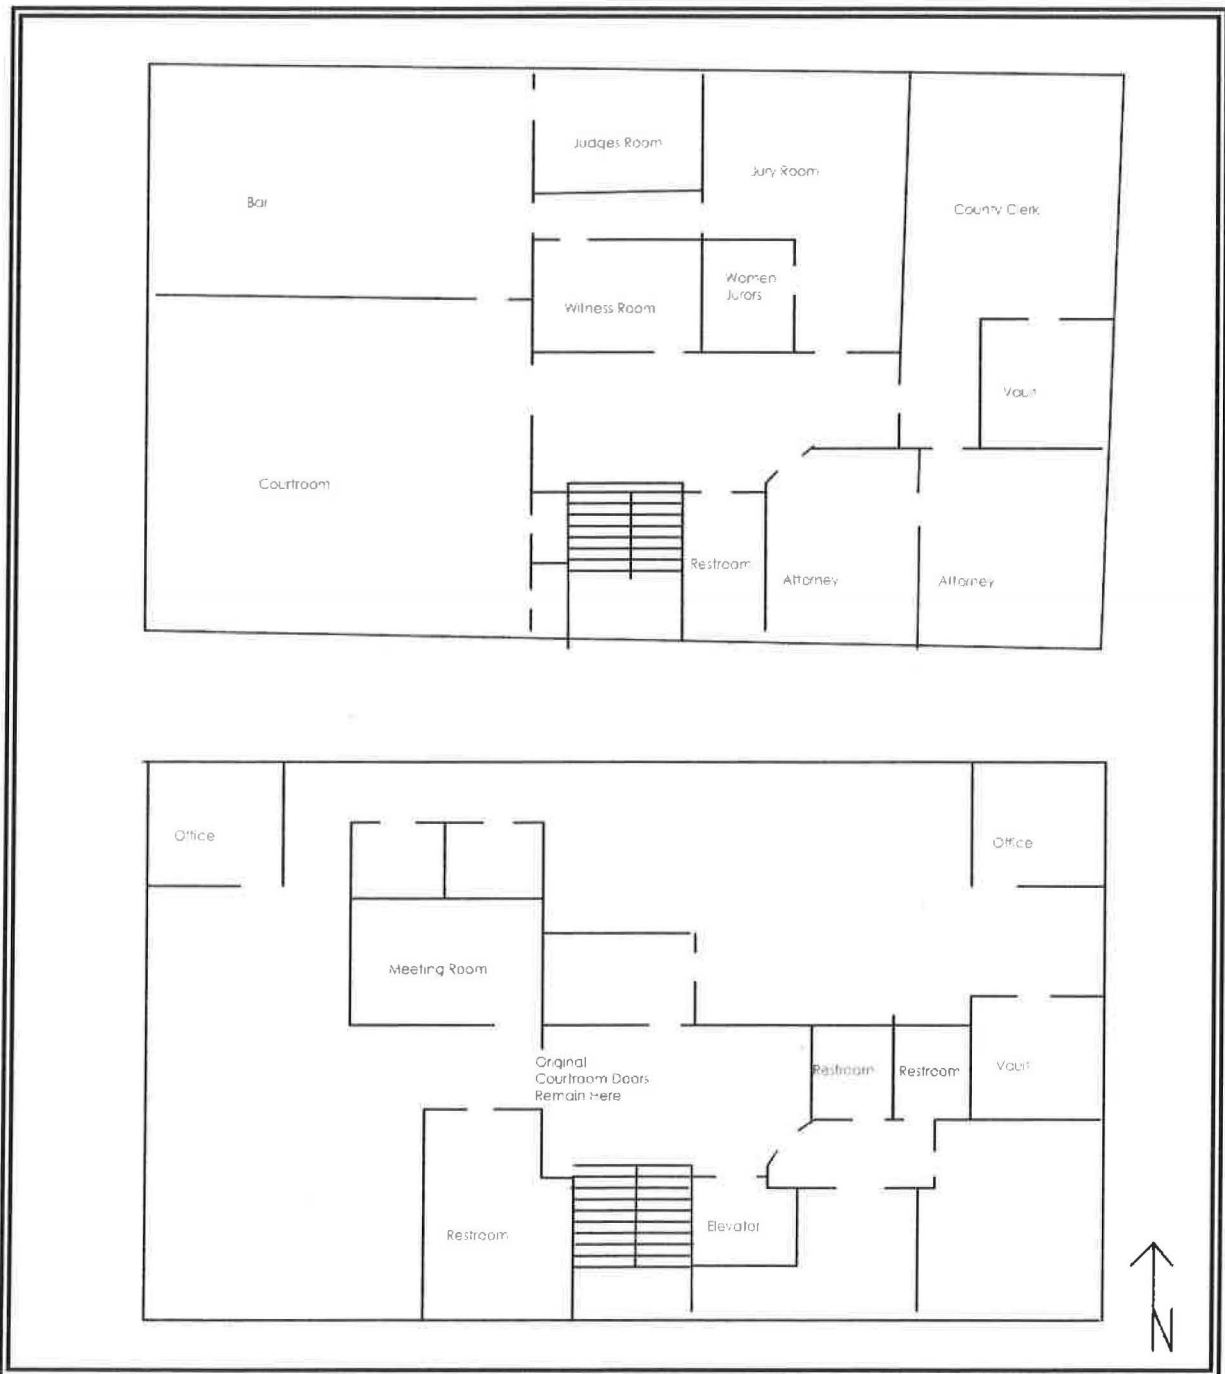 Judges Room
Jury Room
Bar
County Clerk
Women
Jurors
Witness Room
Vault
Courtroom
Restroom
Attorney
Attorney
Office
Office
Meeting Room
Original
Courtroom Doors
Remain Here
Restroom
Restroom
Vault
Elevator
Restroom
N